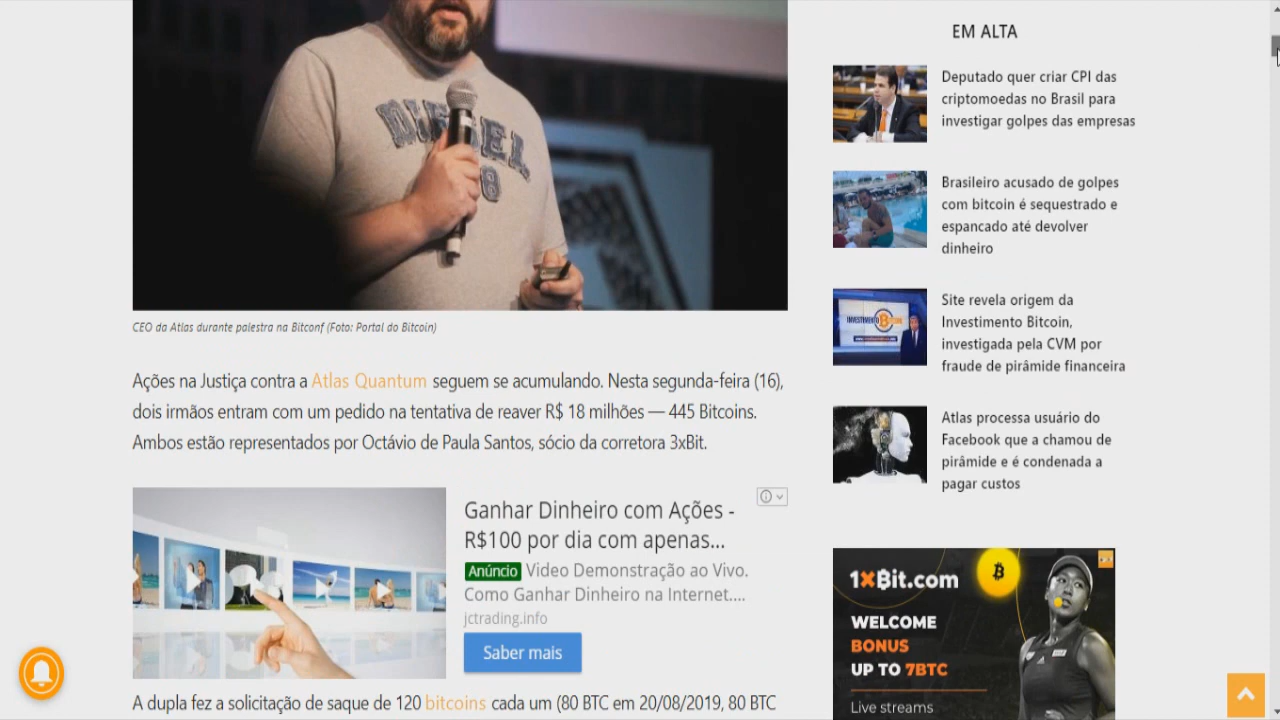 DIESEL
CEO da Atlas durante palestra na Bitconf (Foto: Portal do Bitcoin)
Ações na Justiça contra a Atlas Quantum seguem se acumulando. Nesta segunda-feira (16),
dois irmãos entram com um pedido na tentativa de reaver R$ 18 milhões — 445 Bitcoins.
Ambos estão representados por Octávio de Paula Santos, sócio da corretora 3xBit.
Ganhar Dinheiro com Ações -
R$100 por dia com apenas...
Anúncio Video Demonstração ao Vivo.
Como Ganhar Dinheiro na Internet....
jctrading.info
Saber mais
A dupla fez a solicitação de saque de 120 bitcoins cada um (80 BTC em 20/08/2019, 80 BTC
EM ALTA
Deputado quer criar CPI das
criptomoedas no Brasil para
investigar golpes das empresas
Brasileiro acusado de golpes
com bitcoin é sequestrado e
espancado até devolver
dinheiro
INVESTIMENTO
Site revela origem da
Investimento Bitcoin,
investigada pela CVM por
fraude de pirâmide financeira
Atlas processa usuário do
Facebook que a chamou de
pirâmide e é condenada a
pagar custos
1XBit.com
WELCOME
BONUS
UP TO 7BTC
Live streams